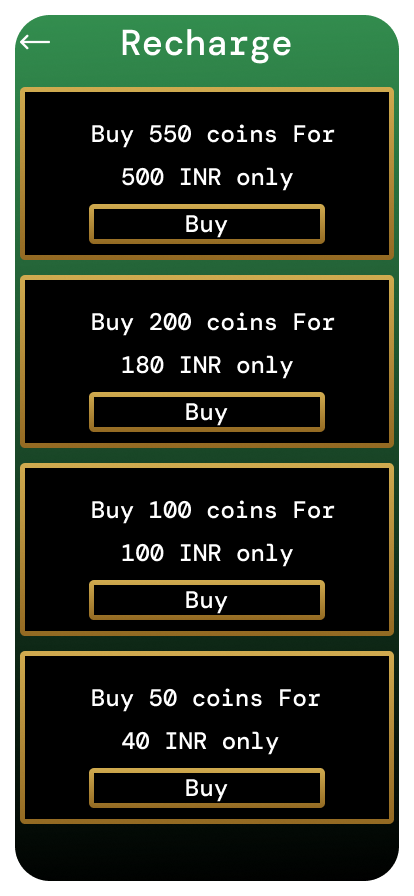 Recharge
Buy 550 coins For
500 INR only
Buy
Buy 200 coins For
180 INR only
Buy
Buy 100 coins For
100 INR only
Buy
Buy 50 coins For
40 INR only
Buy